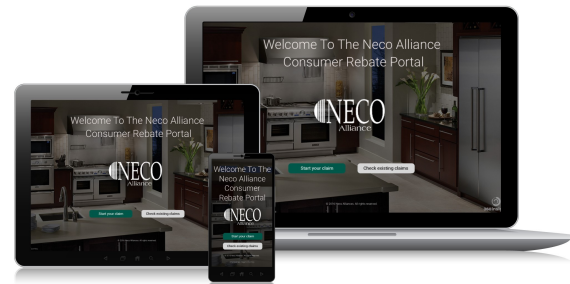 Welcome To The Neco Alliance
Consumer Rebate Portal
NECO
Alliance
Start your claim
Check existing claims
Welcome To The Neco Alliance
Consumer Rebate Portal
NECO
Alliance
Start your claim
Check existing claims
Welcome To The
Neco Alliance
Consumer
Rebate Portal
NECO
Alliance
Start your claim
Check existing claims